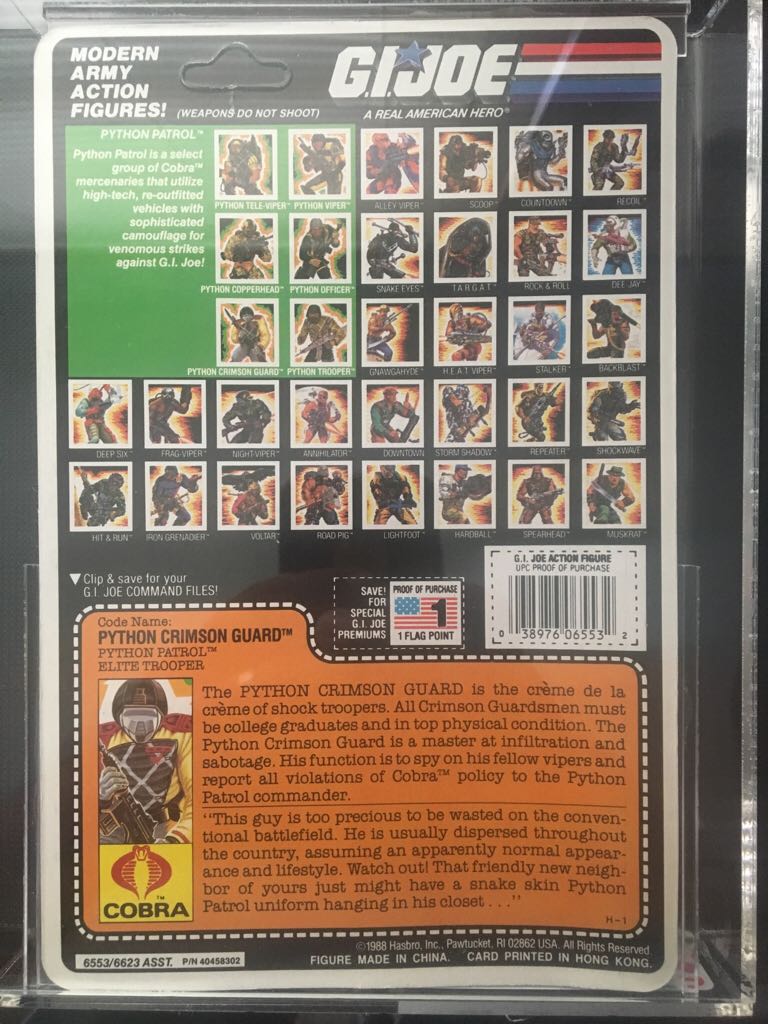 MODERN
ARMY
ACTION
FIGURES! (WEAPONS DO NOT SHOOT)
G.I. JOE
A REAL AMERICAN HERO®
PYTHON PATROL™
Python Patrol is a select
group of Cobra™
mercenaries that utilize
high-tech, re-outfitted
vehicles with
sophisticated
camouflage for
venomous strikes
against G.I. Joe!
PYTHON TELE-VIPER™ PYTHON VIPER™ ALLEY VIPER™ SCOOP™ COUNTDOWN™ RECOIL™
PYTHON COPPERHEAD™ PYTHON OFFICER™ SNAKE EYES™ T.A.R.G.A.T.™ ROCK & ROLL™ DEE JAY™
PYTHON CRIMSON GUARD™ PYTHON TROOPER™ GNAWGAHYDE™ H.E.A.T. VIPER™ STALKER™ BACKBLAST™
DEEP SIX™ FRAG-VIPER™ NIGHT-VIPER™ ANNIHILATOR™ DOWNTOWN™ STORM SHADOW™ REPEATER™ SHOCKWAVE™
HIT & RUN™ IRON GRENADIER™ VOLTAR™ ROAD PIG™ LIGHTFOOT™ HARDBALL™ SPEARHEAD™ MUSKRAT™
▼ Clip & save for your
G.I. JOE COMMAND FILES!
SAVE!
FOR
SPECIAL
G.I. JOE
PREMIUMS
PROOF OF PURCHASE
1
1 FLAG POINT
G.I. JOE ACTION FIGURE
UPC PROOF OF PURCHASE
0 38976 06553 2
Code Name:
PYTHON CRIMSON GUARD™
PYTHON PATROL™
ELITE TROOPER
The PYTHON CRIMSON GUARD is the crème de la
crème of shock troopers. All Crimson Guardsmen must
be college graduates and in top physical condition. The
Python Crimson Guard is a master at infiltration and
sabotage. His function is to spy on his fellow vipers and
report all violations of Cobra™ policy to the Python
Patrol commander.
"This guy is too precious to be wasted on the conven-
tional battlefield. He is usually dispersed throughout
the country, assuming an apparently normal appear-
ance and lifestyle. Watch out! That friendly new neigh-
bor of yours just might have a snake skin Python
Patrol uniform hanging in his closet . . ."
H-1
™
COBRA
©1988 Hasbro, Inc., Pawtucket, RI 02862 USA. All Rights Reserved.
6553/6623 ASST. P/N 40458302 FIGURE MADE IN CHINA. CARD PRINTED IN HONG KONG.